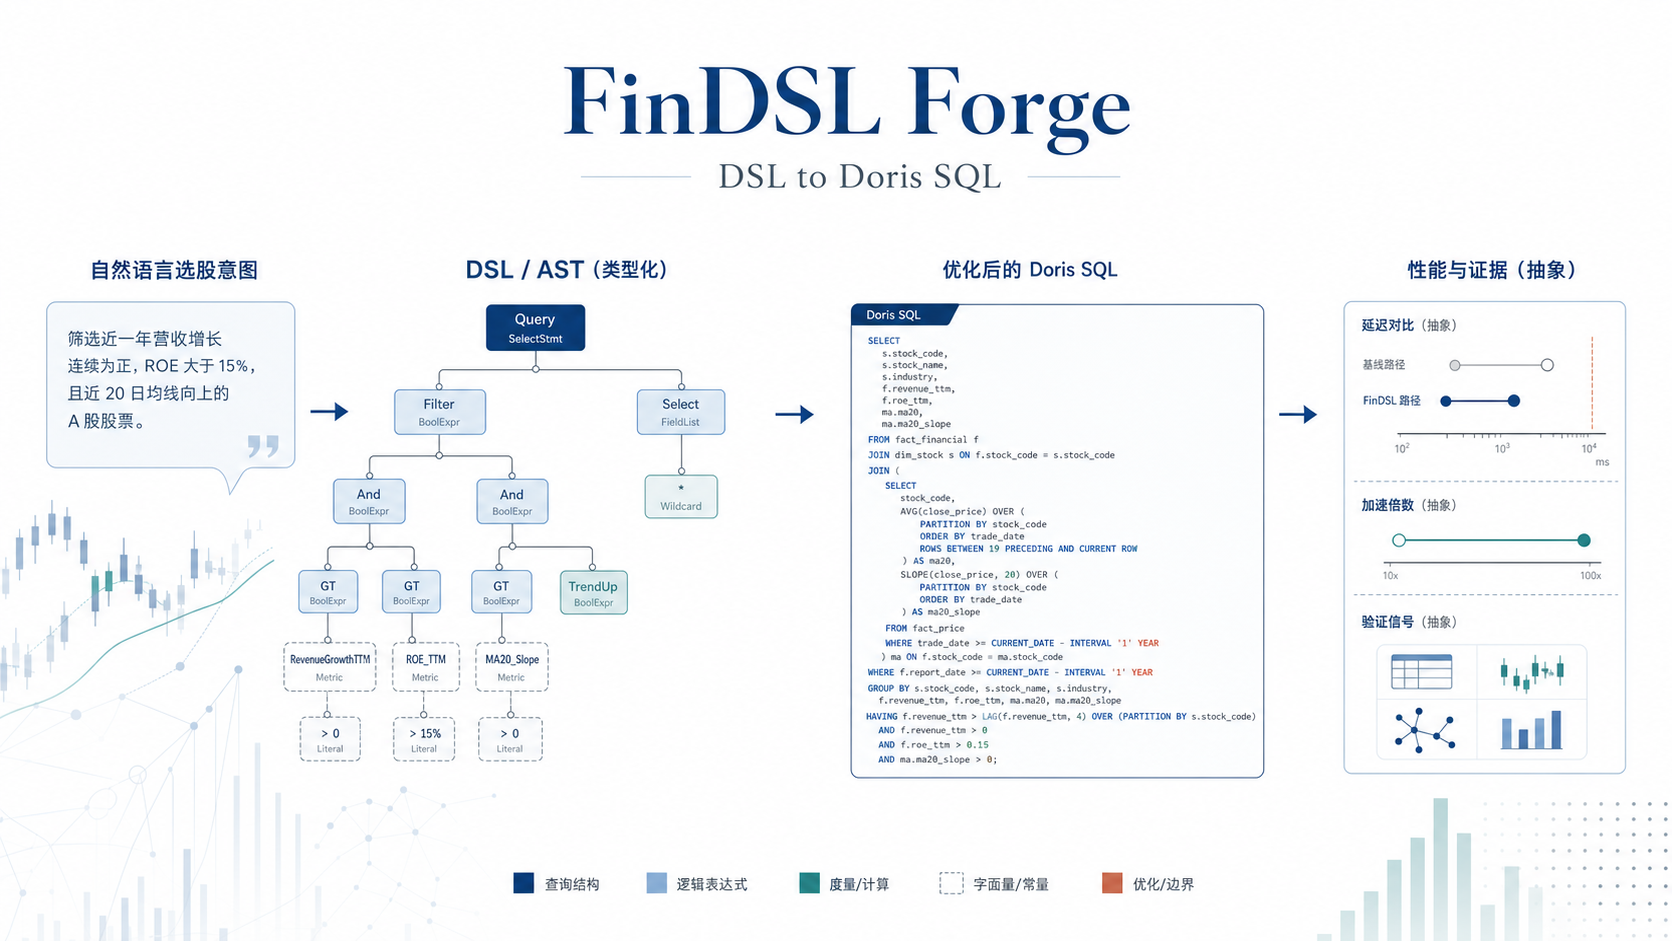 FinDSL Forge
DSL to Doris SQL
自然语言选股意图
筛选近一年营收增长
连续为正，ROE 大于 15%，
且近 20 日均线向上的
A 股股票。
DSL / AST（类型化）
Query
SelectStmt
Filter
BoolExpr
Select
FieldList
And
BoolExpr
And
BoolExpr
*
Wildcard
GT
BoolExpr
GT
BoolExpr
GT
BoolExpr
TrendUp
BoolExpr
RevenueGrowthTTM
Metric
ROE_TTM
Metric
MA20_Slope
Metric
> 0
Literal
> 15%
Literal
> 0
Literal
优化后的 Doris SQL
Doris SQL
SELECT
s.stock_code,
s.stock_name,
s.industry,
f.revenue_ttm,
f.roe_ttm,
ma.ma20,
ma.ma20_slope
FROM fact_financial f
JOIN dim_stock s ON f.stock_code = s.stock_code
JOIN (
SELECT
stock_code,
AVG(close_price) OVER (
PARTITION BY stock_code
ORDER BY trade_date
ROWS BETWEEN 19 PRECEDING AND CURRENT ROW
) AS ma20,
SLOPE(close_price, 20) OVER (
PARTITION BY stock_code
ORDER BY trade_date
) AS ma20_slope
FROM fact_price
WHERE trade_date >= CURRENT_DATE - INTERVAL '1' YEAR
) ma ON f.stock_code = ma.stock_code
WHERE f.report_date >= CURRENT_DATE - INTERVAL '1' YEAR
GROUP BY s.stock_code, s.stock_name, s.industry,
f.revenue_ttm, f.roe_ttm, ma.ma20, ma.ma20_slope
HAVING f.revenue_ttm > LAG(f.revenue_ttm, 4) OVER (PARTITION BY s.stock_code)
AND f.revenue_ttm > 0
AND f.roe_ttm > 0.15
AND ma.ma20_slope > 0;
性能与证据（抽象）
延迟对比（抽象）
基线路径
FinDSL 路径
10²
10³
10⁴
ms
加速倍数（抽象）
10x
100x
验证信号（抽象）
查询结构
逻辑表达式
度量/计算
字面量/常量
优化/边界